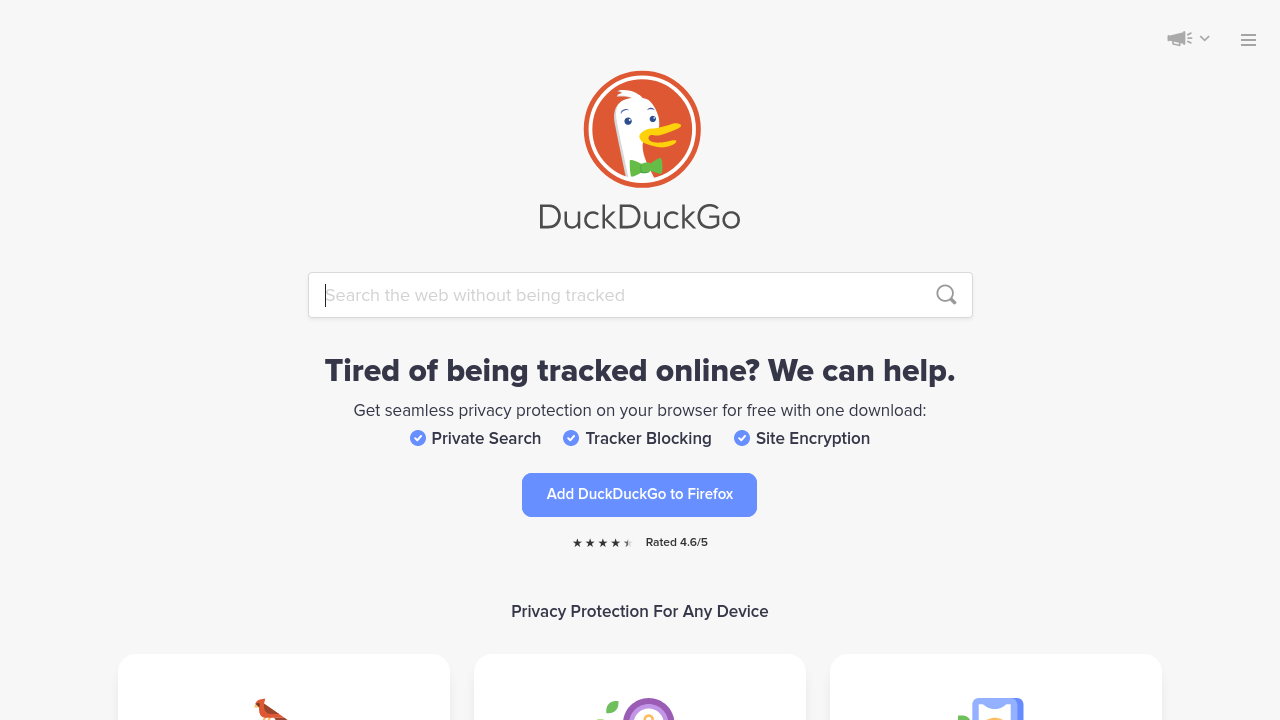 DuckDuckGo
Search the web without being tracked
Tired of being tracked online? We can help.
Get seamless privacy protection on your browser for free with one download:
Private Search Tracker Blocking Site Encryption
Add DuckDuckGo to Firefox
Rated 4.6/5
Privacy Protection For Any Device